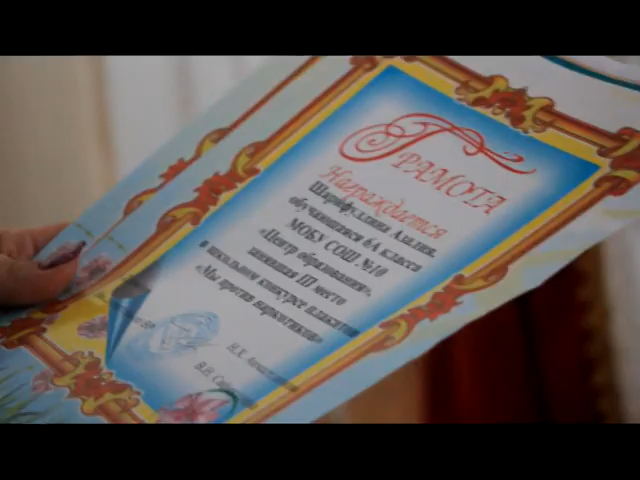 ГРАМОТА
Награждается
Шарифуллина Азалия,
обучающаяся 6А класса
МОБУ СОШ №10
«Центр образования»,
занявшая III место
в школьном конкурсе плакатов
«Мы против наркотиков»
Н.К.
В.В.